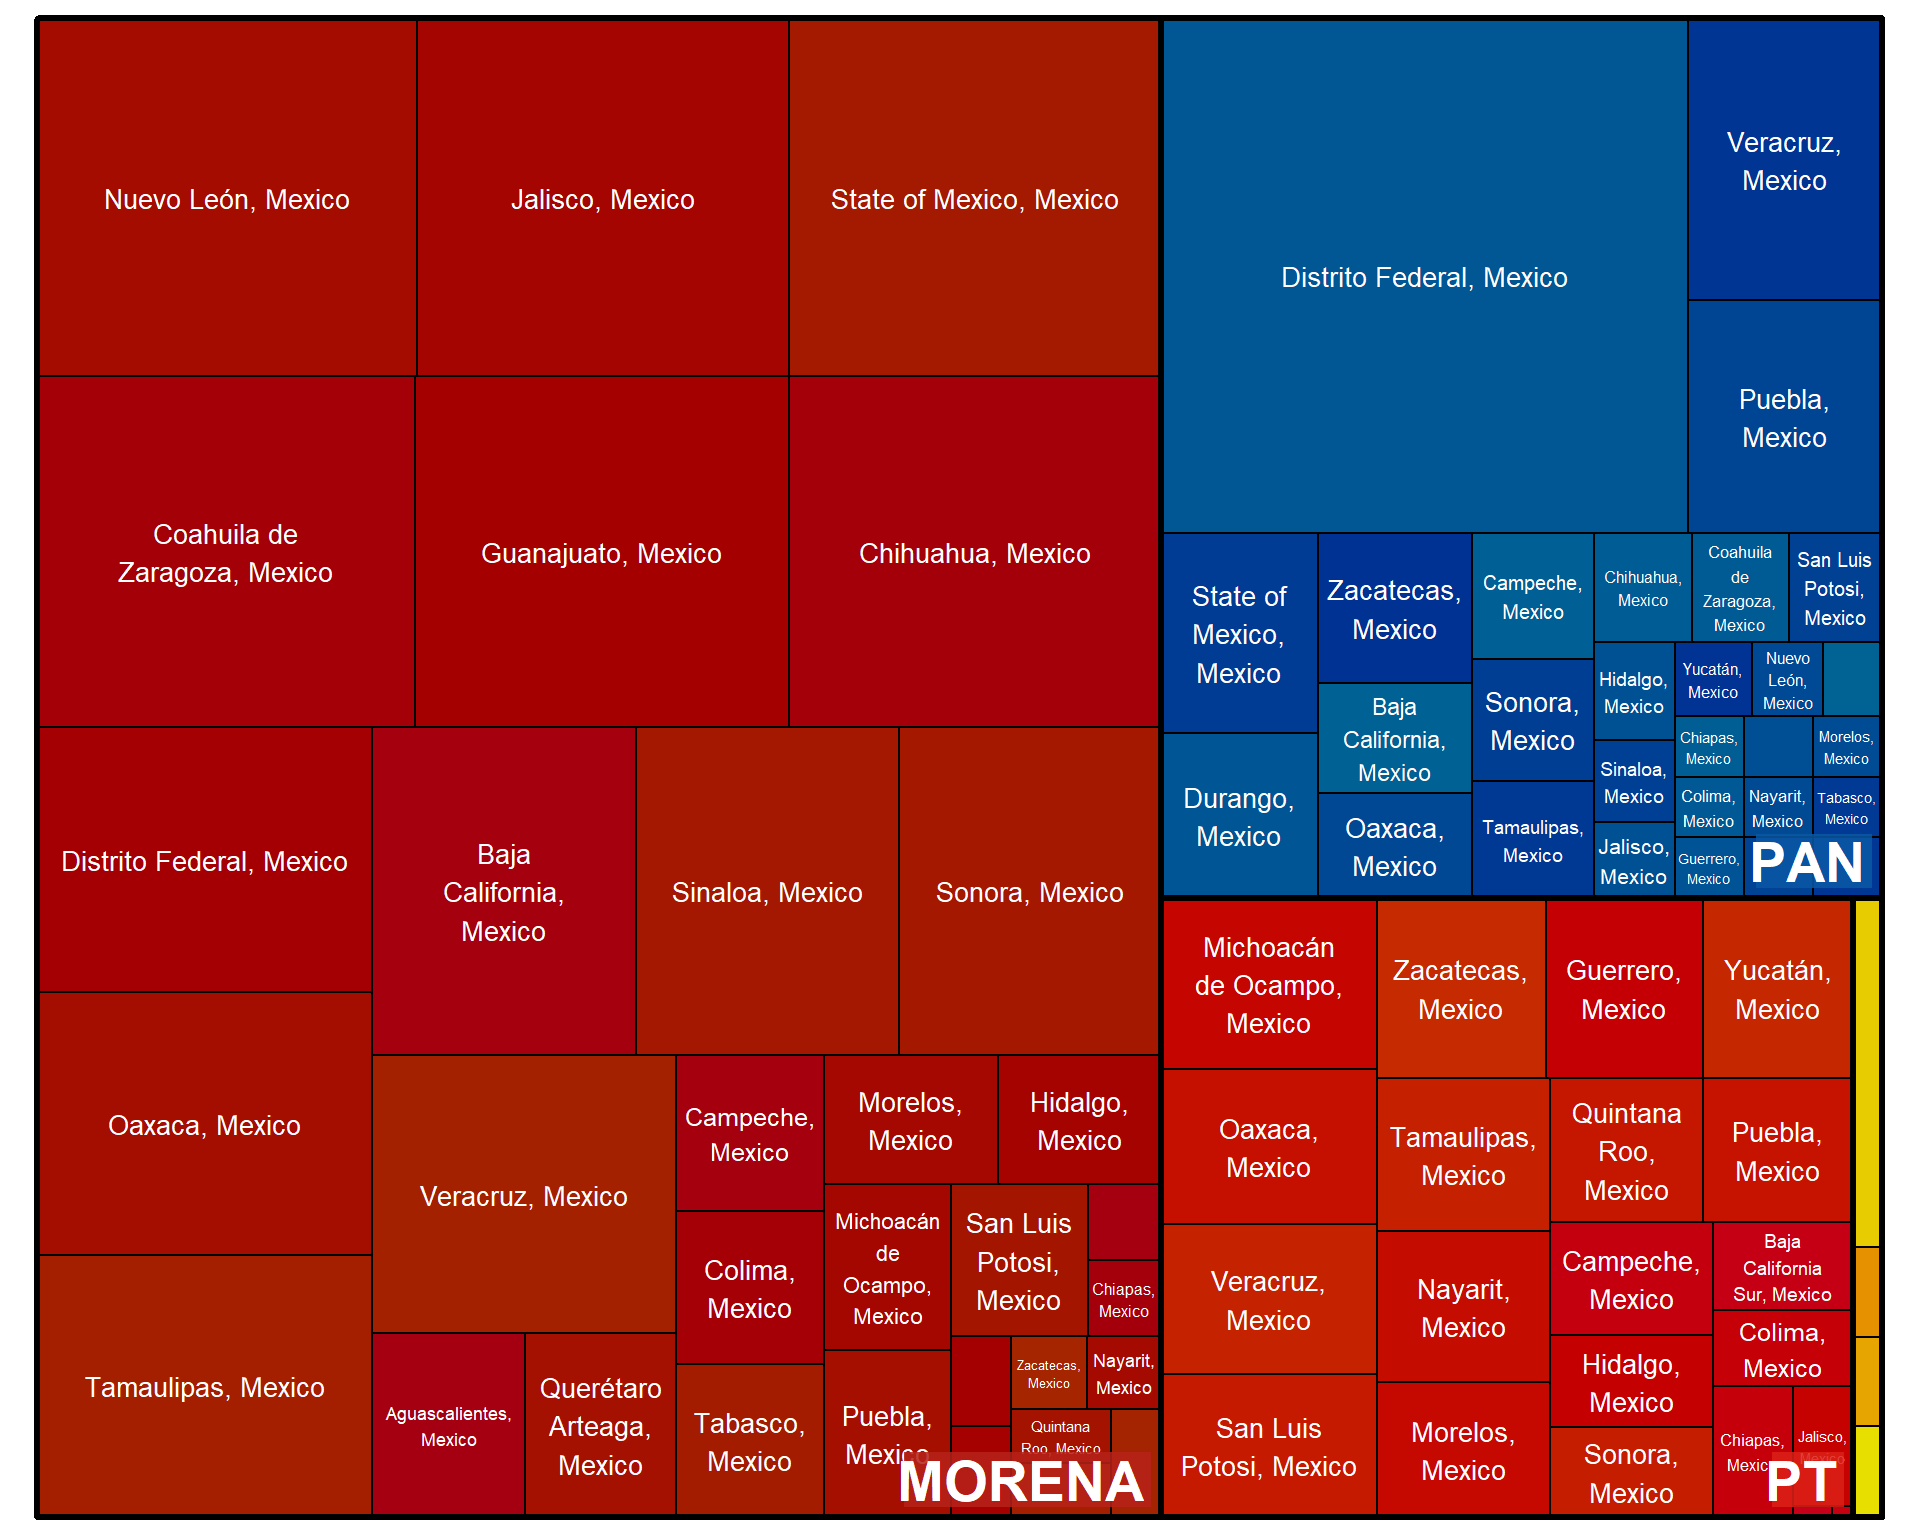 Nuevo León, Mexico
Jalisco, Mexico
State of Mexico, Mexico
Coahuila de
Zaragoza, Mexico
Guanajuato, Mexico
Chihuahua, Mexico
Distrito Federal, Mexico
Baja
California,
Mexico
Sinaloa, Mexico
Sonora, Mexico
Oaxaca, Mexico
Tamaulipas, Mexico
Veracruz, Mexico
Aguascalientes,
Mexico
Querétaro
Arteaga,
Mexico
Campeche,
Mexico
Colima,
Mexico
Tabasco,
Mexico
Morelos,
Mexico
Hidalgo,
Mexico
Michoacán
de
Ocampo,
Mexico
San Luis
Potosi,
Mexico
Chiapas,
Mexico
Puebla,
Mexico
Zacatecas,
Mexico
Nayarit,
Mexico
Quintana
Roo, Mexico
MORENA
Distrito Federal, Mexico
Veracruz,
Mexico
Puebla,
Mexico
State of
Mexico,
Mexico
Durango,
Mexico
Zacatecas,
Mexico
Baja
California,
Mexico
Oaxaca,
Mexico
Campeche,
Mexico
Sonora,
Mexico
Tamaulipas,
Mexico
Chihuahua,
Mexico
Coahuila
de
Zaragoza,
Mexico
San Luis
Potosi,
Mexico
Hidalgo,
Mexico
Sinaloa,
Mexico
Jalisco,
Mexico
Yucatán,
Mexico
Nuevo
León,
Mexico
Chiapas,
Mexico
Morelos,
Mexico
Colima,
Mexico
Nayarit,
Mexico
Tabasco,
Mexico
Guerrero,
Mexico
PAN
Michoacán
de Ocampo,
Mexico
Oaxaca,
Mexico
Veracruz,
Mexico
San Luis
Potosi, Mexico
Zacatecas,
Mexico
Guerrero,
Mexico
Yucatán,
Mexico
Tamaulipas,
Mexico
Quintana
Roo,
Mexico
Puebla,
Mexico
Nayarit,
Mexico
Morelos,
Mexico
Campeche,
Mexico
Hidalgo,
Mexico
Sonora,
Mexico
Baja
California
Sur, Mexico
Colima,
Mexico
Chiapas,
Mexico
Jalisco,
Mexico
PT